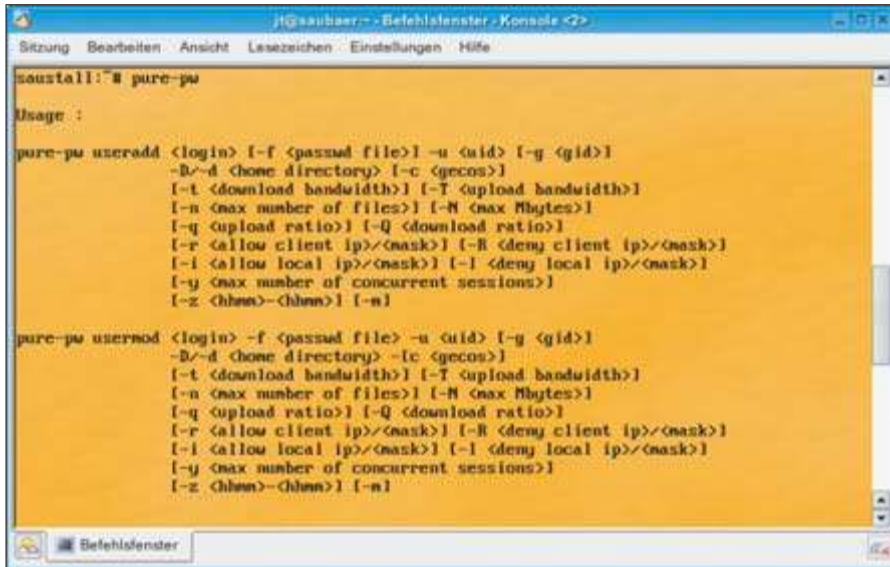 jt@saubaer:~ - Befehlsfenster - Konsole <2>
Sitzung Bearbeiten Ansicht Lesezeichen Einstellungen Hilfe
saustall:~# pure-pw
Usage :
pure-pw useradd <login> [-f <passwd file>] -u <uid> [-g <gid>]
-D/-d <home directory> [-c <gecos>]
[-t <download bandwidth>] [-T <upload bandwidth>]
[-n <max number of files>] [-N <max Mbytes>]
[-q <upload ratio>] [-Q <download ratio>]
[-r <allow client ip>/<mask>] [-R <deny client ip>/<mask>]
[-i <allow local ip>/<mask>] [-I <deny local ip>/<mask>]
[-y <max number of concurrent sessions>]
[-z <hhmm>-<hhmm>] [-m]
pure-pw usermod <login> -f <passwd file> -u <uid> [-g <gid>]
-D/-d <home directory> -[c <gecos>]
[-t <download bandwidth>] [-T <upload bandwidth>]
[-n <max number of files>] [-N <max Mbytes>]
[-q <upload ratio>] [-Q <download ratio>]
[-r <allow client ip>/<mask>] [-R <deny client ip>/<mask>]
[-i <allow local ip>/<mask>] [-I <deny local ip>/<mask>]
[-y <max number of concurrent sessions>]
[-z <hhmm>-<hhmm>] [-m]
Befehlsfenster